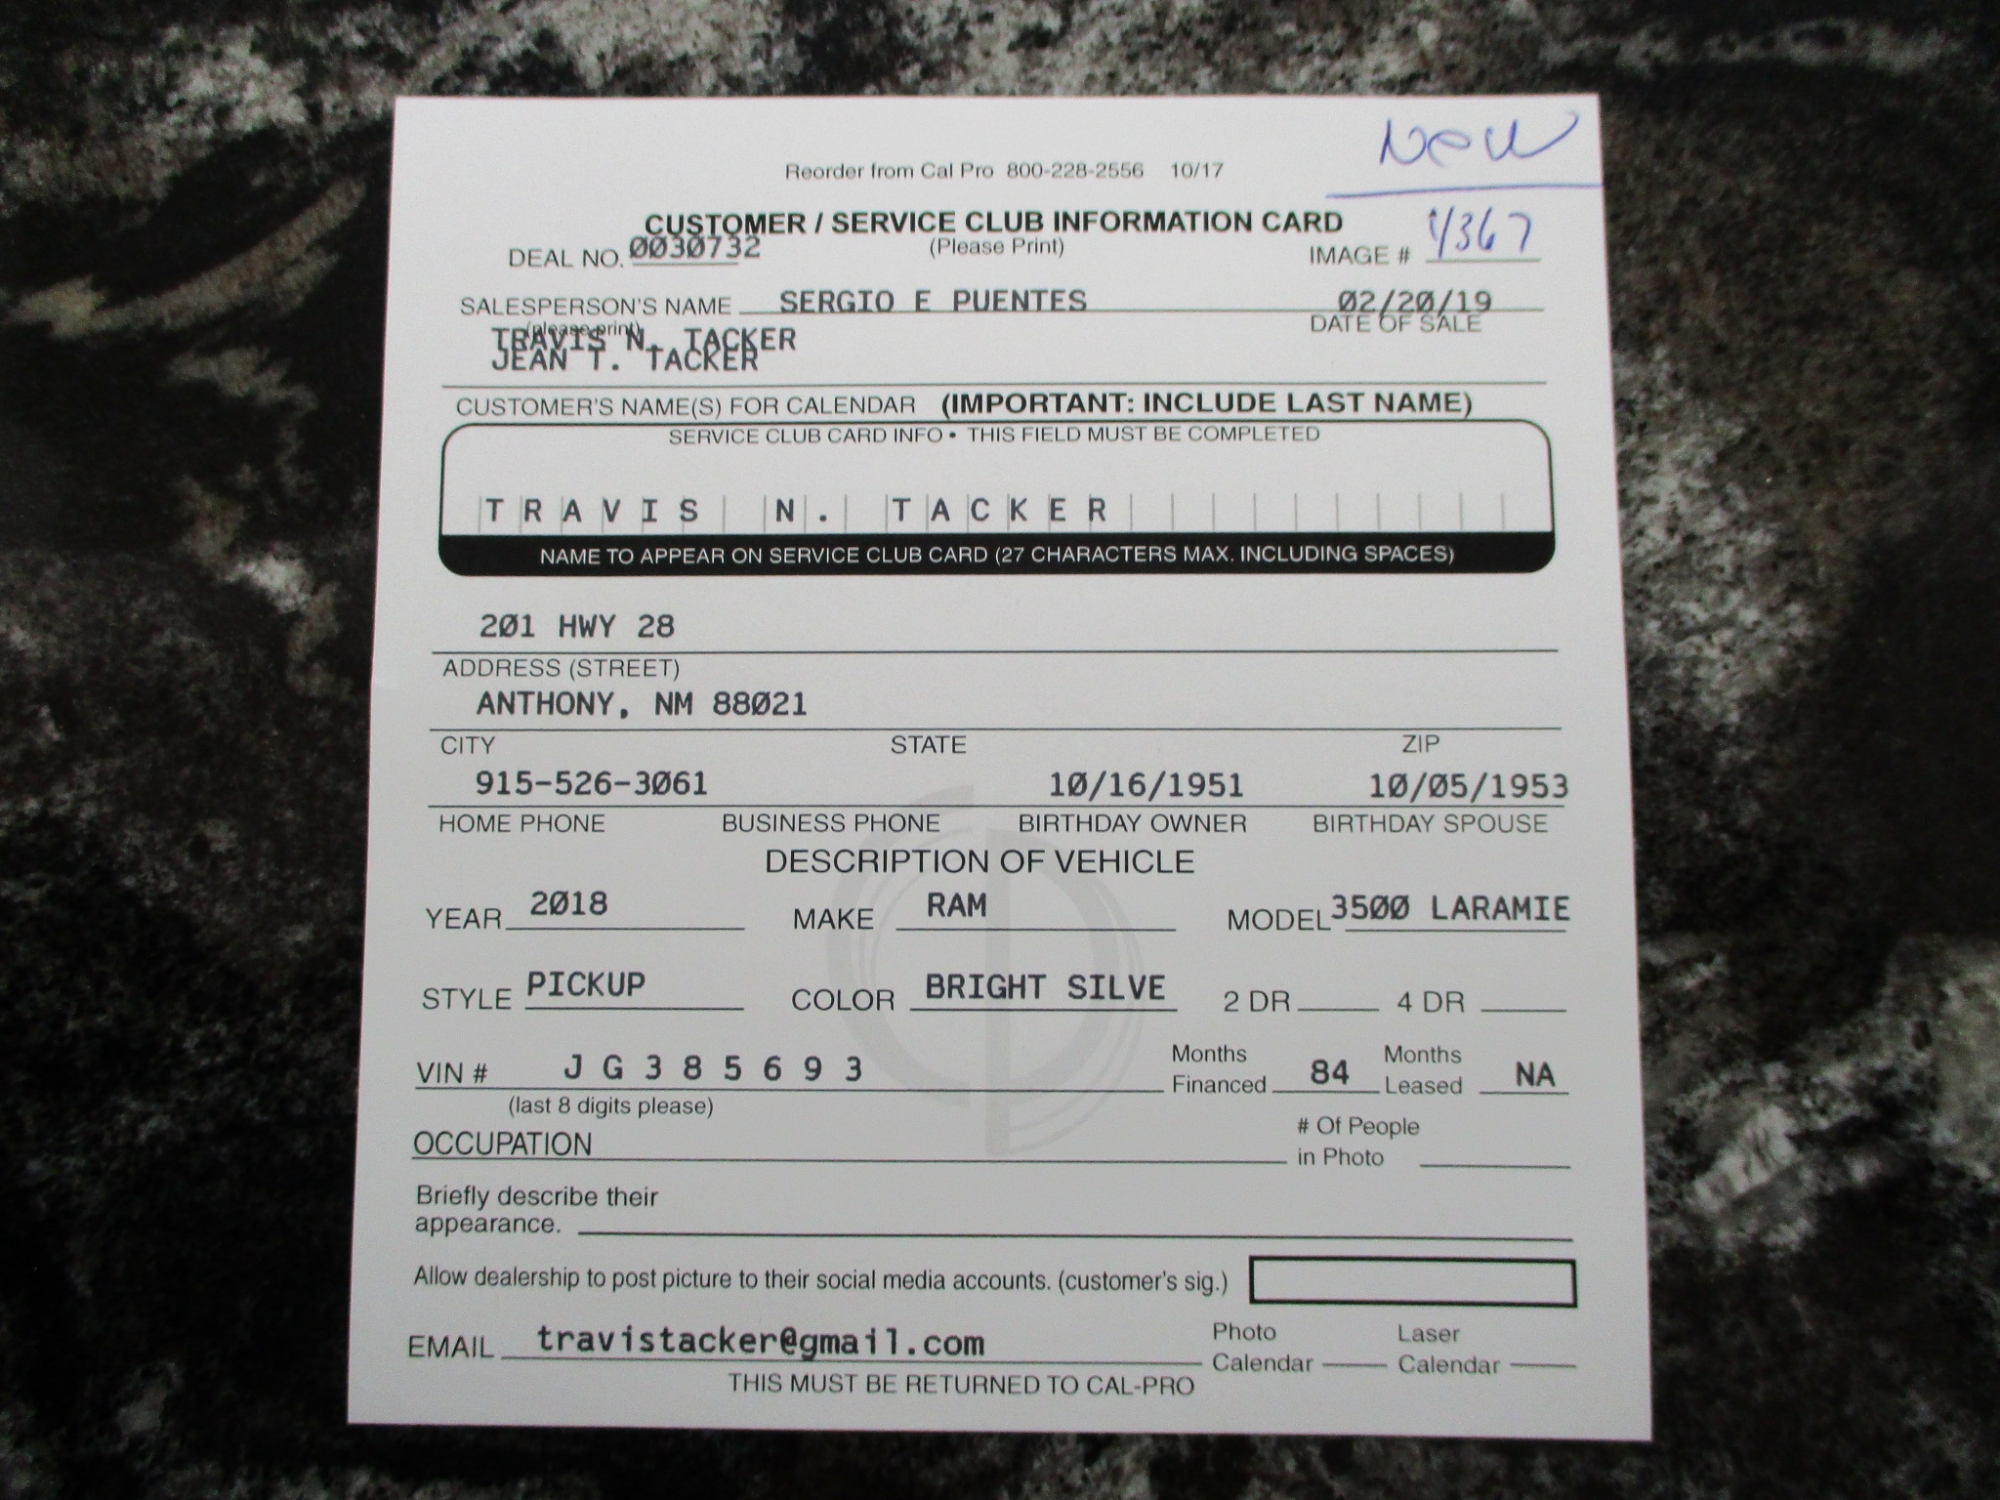 New
Reorder from Cal Pro 800-228-2556 10/17
CUSTOMER / SERVICE CLUB INFORMATION CARD
DEAL NO. 0030732 (Please Print) IMAGE # 1/367
SALESPERSON'S NAME SERGIO E PUENTES 02/20/19
(please print) DATE OF SALE
TRAVIS N. TACKER
JEAN T. TACKER
CUSTOMER'S NAME(S) FOR CALENDAR (IMPORTANT: INCLUDE LAST NAME)
SERVICE CLUB CARD INFO • THIS FIELD MUST BE COMPLETED
TRAVIS N. TACKER
NAME TO APPEAR ON SERVICE CLUB CARD (27 CHARACTERS MAX. INCLUDING SPACES)
201 HWY 28
ADDRESS (STREET)
ANTHONY, NM 88021
CITY STATE ZIP
915-526-3061 10/16/1951 10/05/1953
HOME PHONE BUSINESS PHONE BIRTHDAY OWNER BIRTHDAY SPOUSE
DESCRIPTION OF VEHICLE
YEAR 2018 MAKE RAM MODEL 3500 LARAMIE
STYLE PICKUP COLOR BRIGHT SILVE 2 DR 4 DR
VIN # JG385693 Months Financed 84 Months Leased NA
(last 8 digits please)
OCCUPATION # Of People in Photo
Briefly describe their
appearance.
Allow dealership to post picture to their social media accounts. (customer's sig.)
EMAIL travistacker@gmail.com Photo Calendar Laser Calendar
THIS MUST BE RETURNED TO CAL-PRO